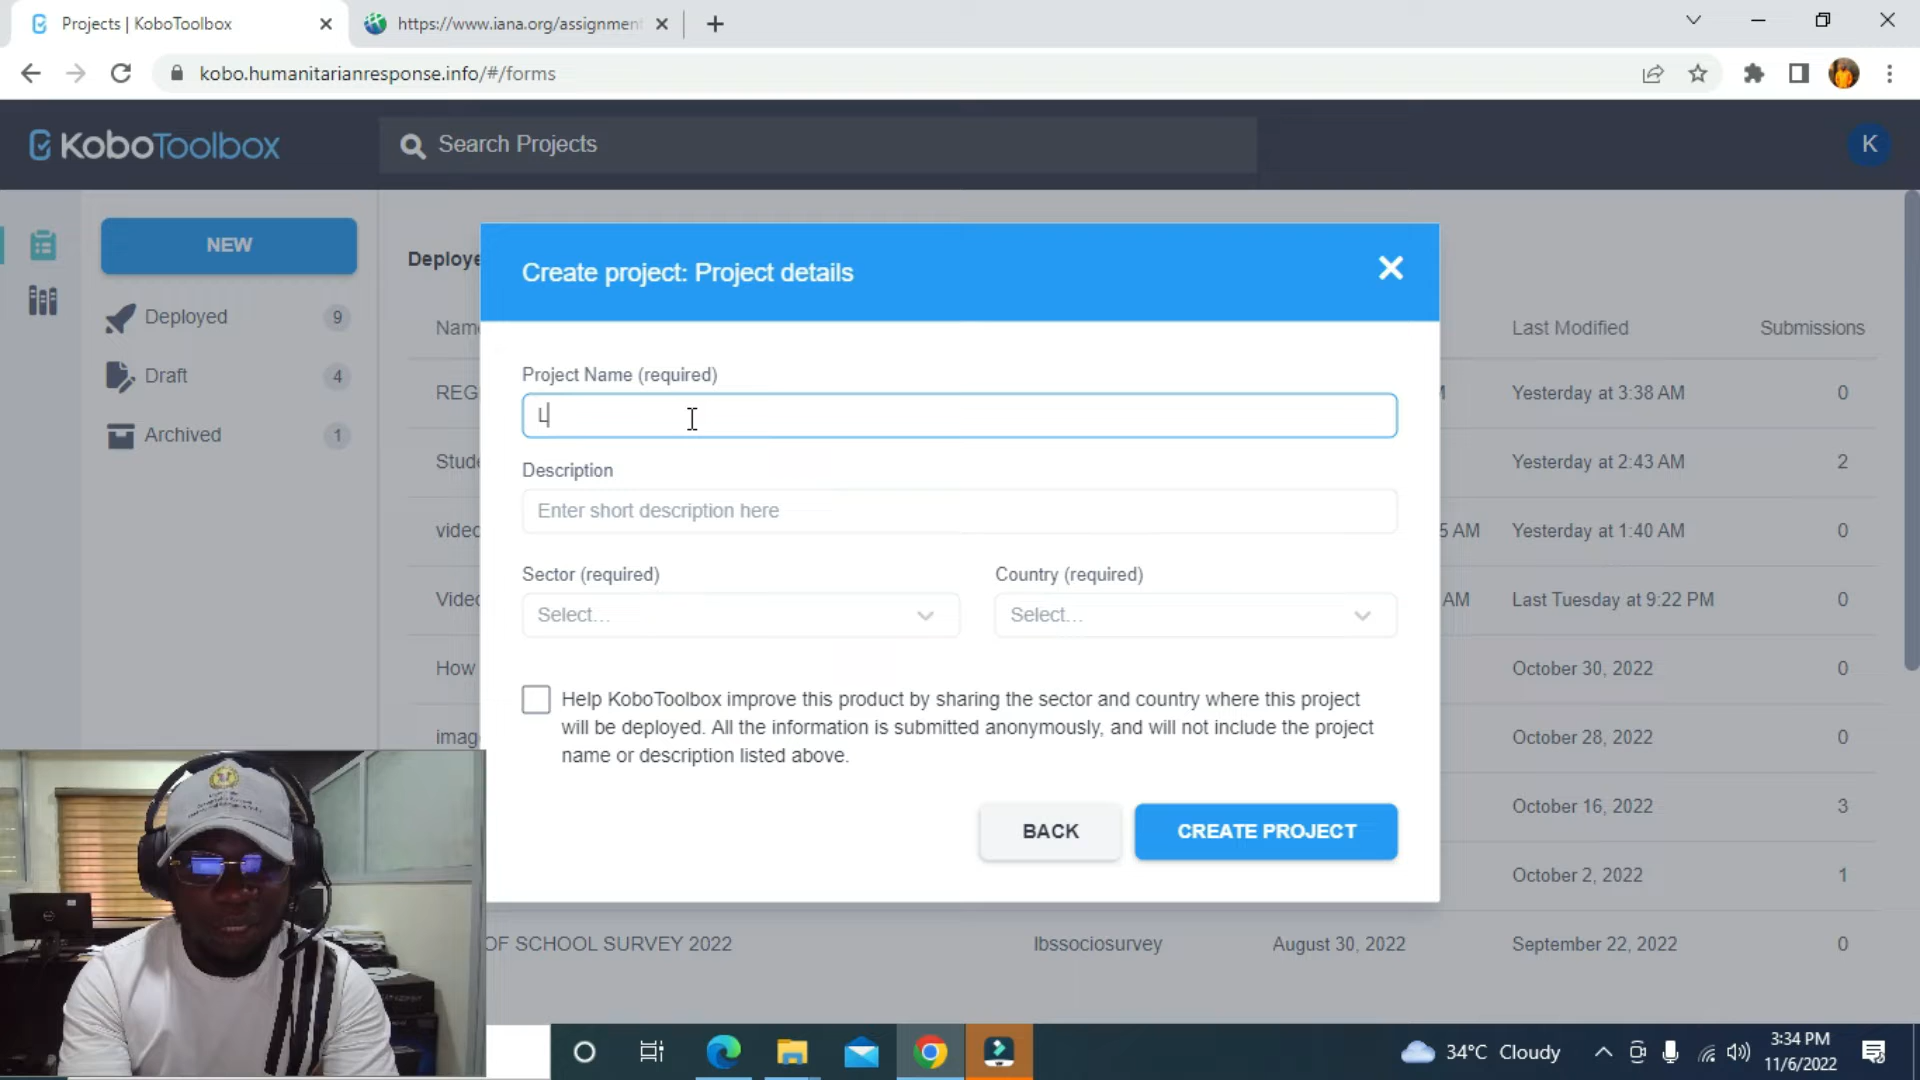 Projects | KoboToolbox
https://www.iana.org/assignment
kobo.humanitarianresponse.info/#/forms
KoboToolbox
Search Projects
K
NEW
Deployed 9
Draft 4
Archived 1
Deploye
Name
Last Modified
Submissions
REG
Yesterday at 3:38 AM
0
Stude
Yesterday at 2:43 AM
2
video
5 AM
Yesterday at 1:40 AM
0
Video
AM
Last Tuesday at 9:22 PM
0
How
October 30, 2022
0
imag
October 28, 2022
0
October 16, 2022
3
October 2, 2022
1
OF SCHOOL SURVEY 2022
lbssociosurvey
August 30, 2022
September 22, 2022
0
Create project: Project details
Project Name (required)
L
Description
Enter short description here
Sector (required)
Country (required)
Select...
Select...
Help KoboToolbox improve this product by sharing the sector and country where this project
will be deployed. All the information is submitted anonymously, and will not include the project
name or description listed above.
BACK
CREATE PROJECT
34°C Cloudy
3:34 PM
11/6/2022